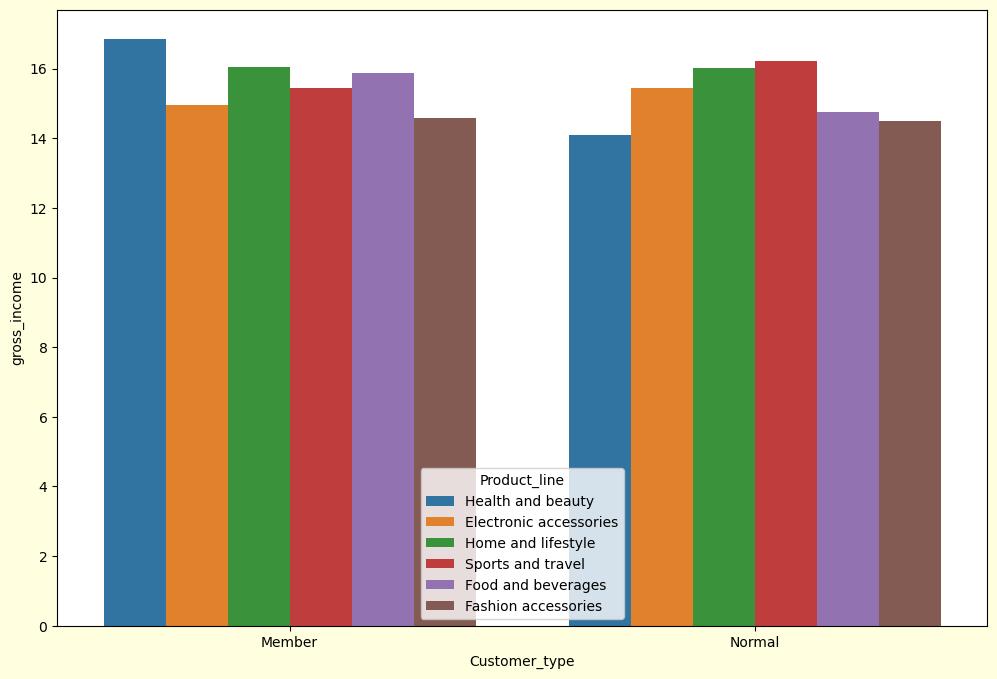 gross_income
16
14
12
10
8
6
4
2
0
Product_line
Health and beauty
Electronic accessories
Home and lifestyle
Sports and travel
Food and beverages
Fashion accessories
Member
Normal
Customer_type